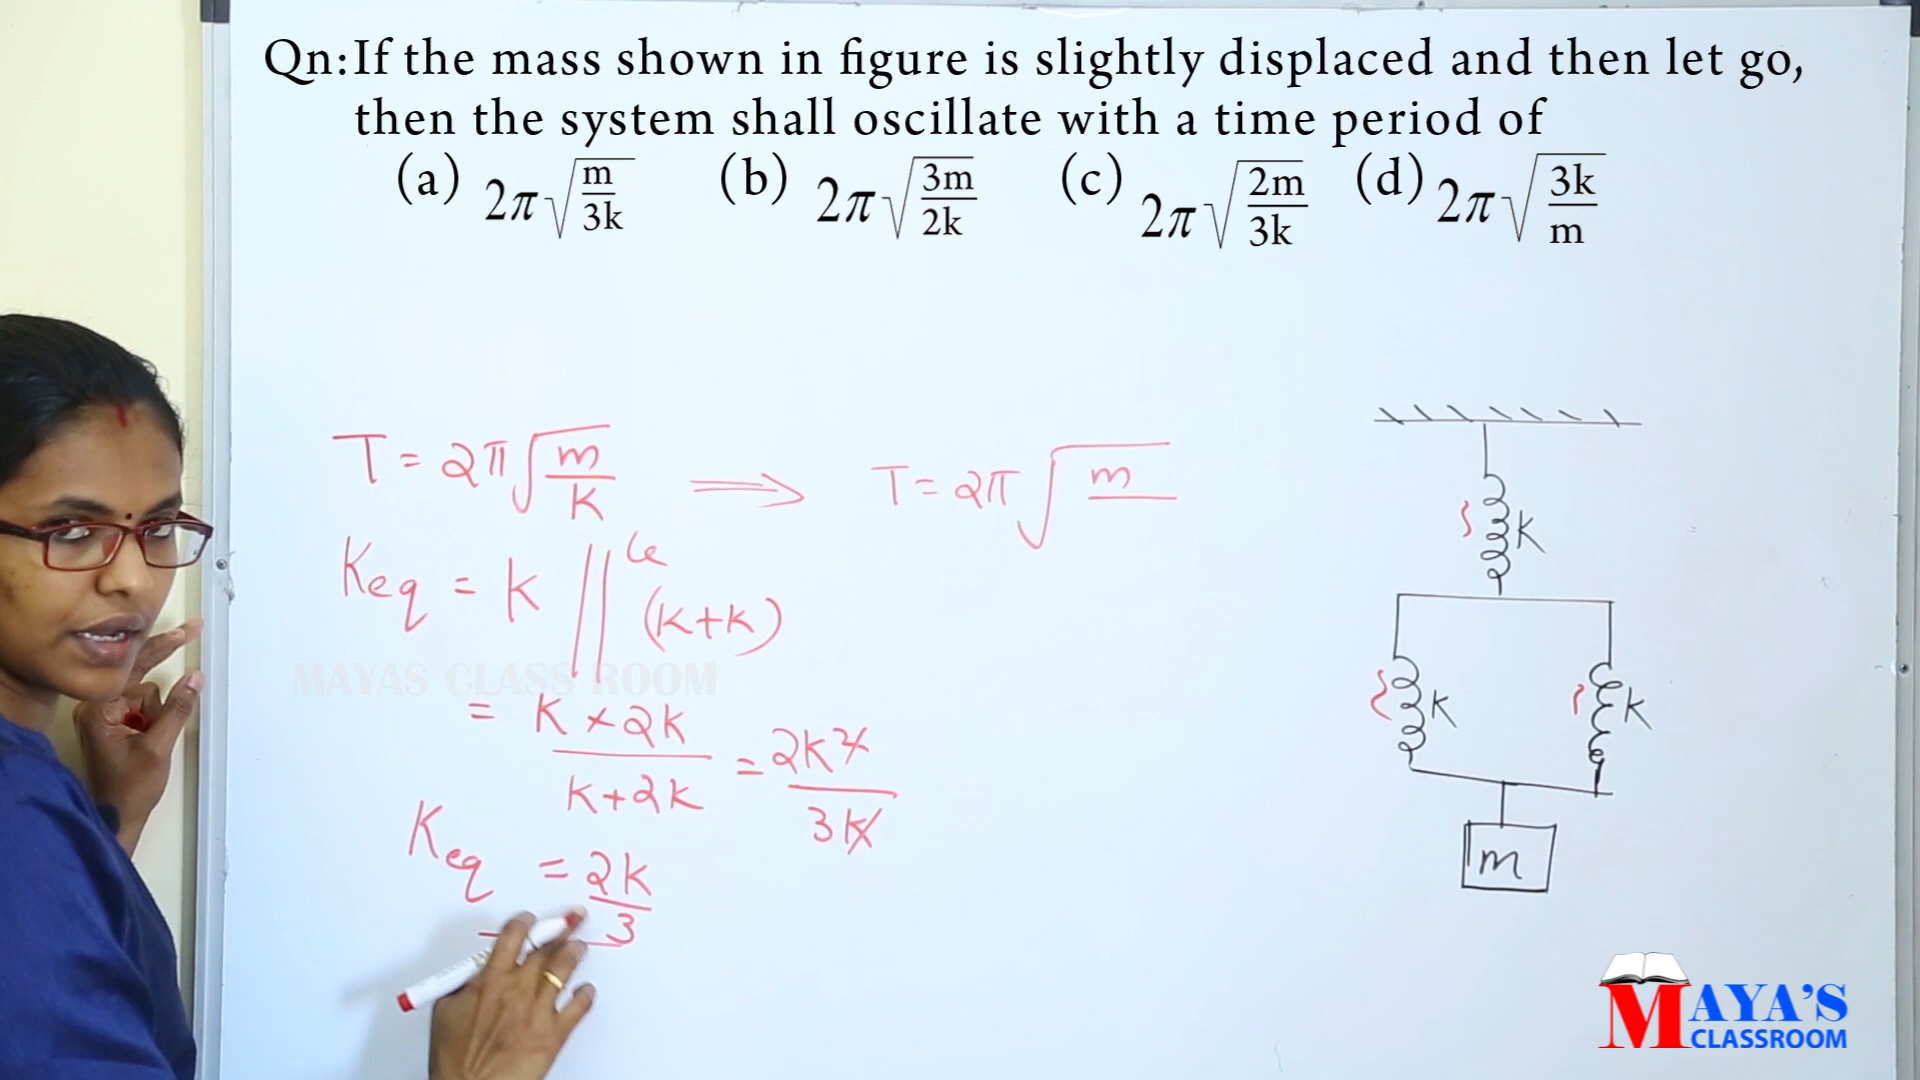 Qn: If the mass shown in figure is slightly displaced and then let go,
then the system shall oscillate with a time period of
(a) 2π√(m/3k) (b) 2π√(3m/2k) (c) 2π√(2m/3k) (d) 2π√(3k/m)
T = 2π√(m/K) ⟹ T = 2π√(m/
Keq = K || (K+K)
MAYAS CLASS ROOM
= K × 2K / K+2K = 2K² / 3K
Keq = 2K/3
K
K
K
m
MAYA'S
CLASSROOM